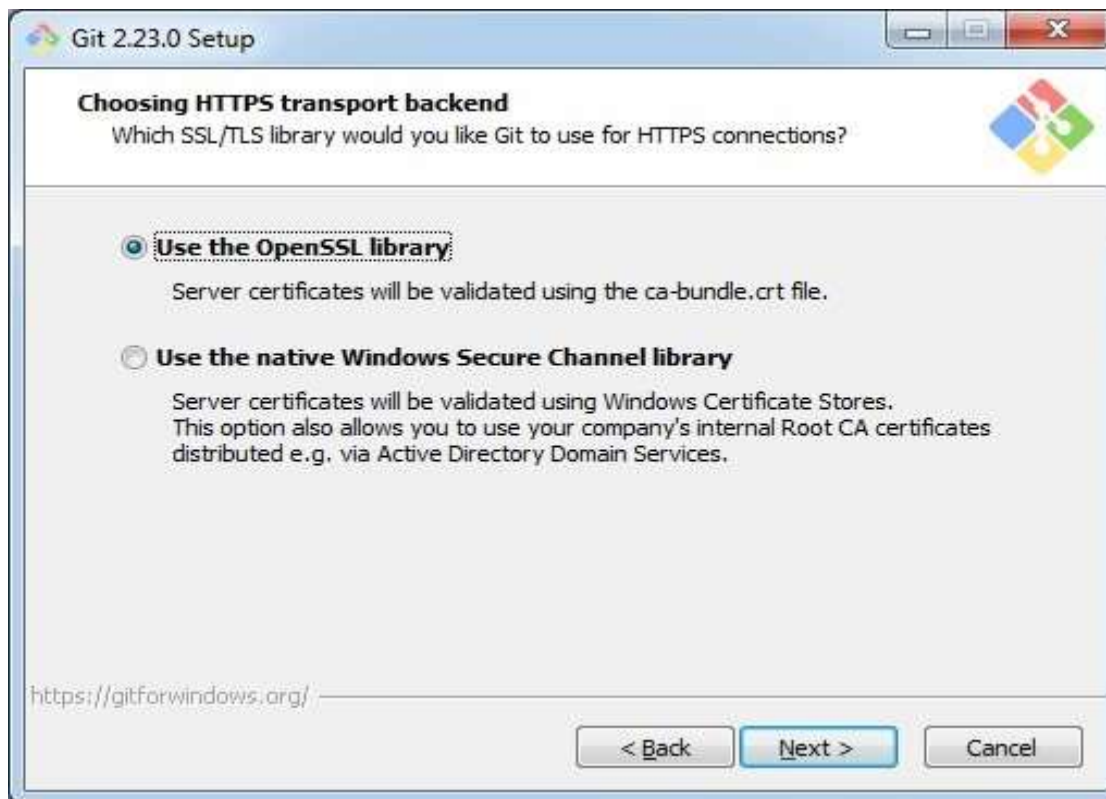 Git 2.23.0 Setup
Choosing HTTPS transport backend
Which SSL/TLS library would you like Git to use for HTTPS connections?
Use the OpenSSL library
Server certificates will be validated using the ca-bundle.crt file.
Use the native Windows Secure Channel library
Server certificates will be validated using Windows Certificate Stores.
This option also allows you to use your company's internal Root CA certificates
distributed e.g. via Active Directory Domain Services.
https://gitforwindows.org/
< Back Next > Cancel